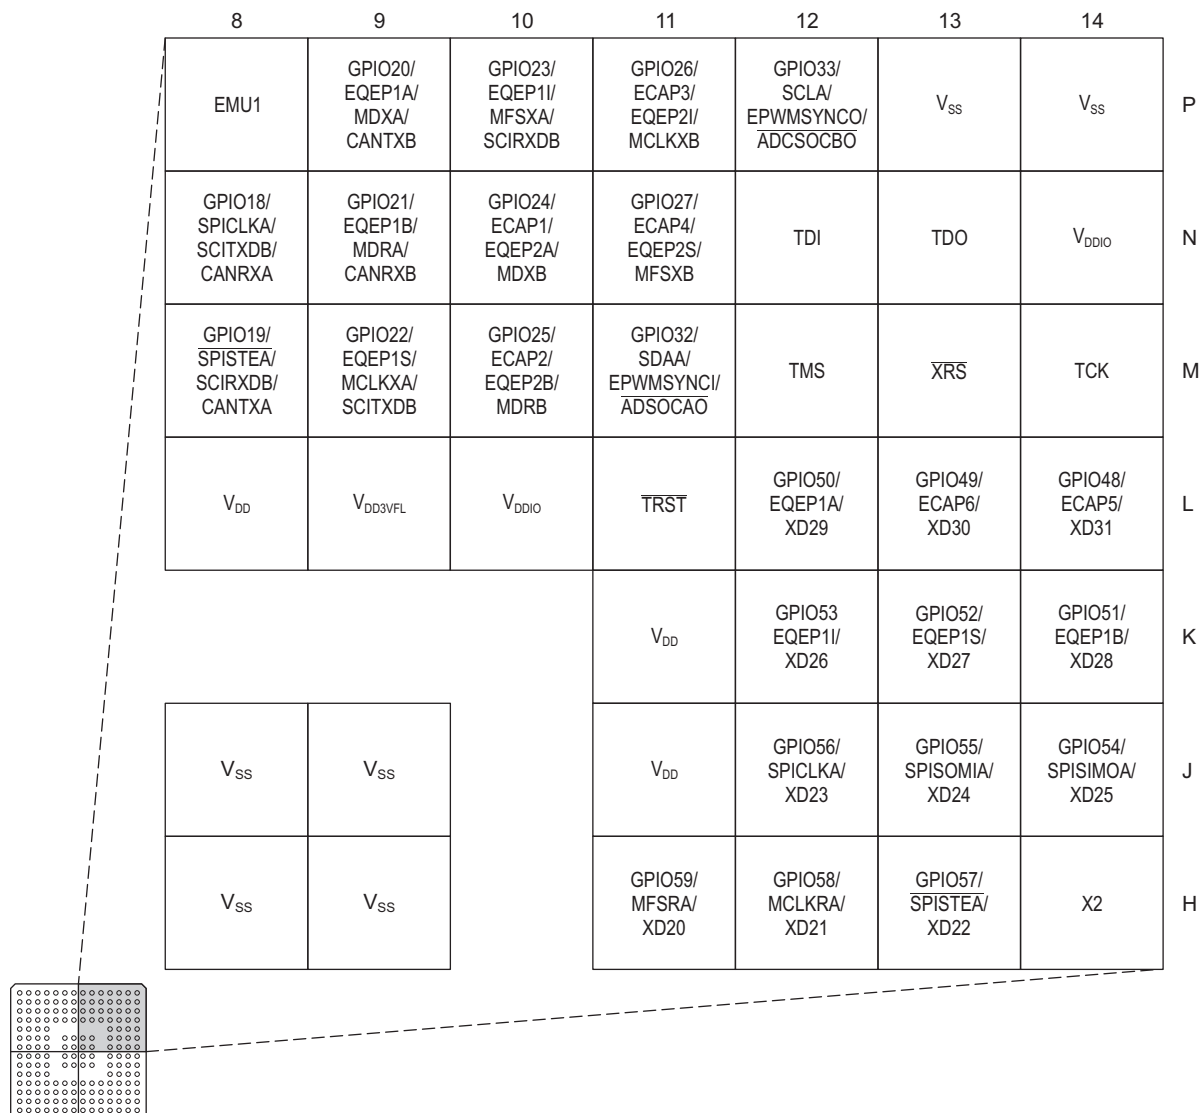 8 9 10 11 12 13 14
EMU1
GPIO20/
EQEP1A/
MDXA/
CANTXB
GPIO23/
EQEP1I/
MFSXA/
SCIRXDB
GPIO26/
ECAP3/
EQEP2I/
MCLKXB
GPIO33/
SCLA/
EPWMSYNCO/
ADCSOCBO
VSS
VSS
P
GPIO18/
SPICLKA/
SCITXDB/
CANRXA
GPIO21/
EQEP1B/
MDRA/
CANRXB
GPIO24/
ECAP1/
EQEP2A/
MDXB
GPIO27/
ECAP4/
EQEP2S/
MFSXB
TDI
TDO
VDDIO
N
GPIO19/
SPISTEA/
SCIRXDB/
CANTXA
GPIO22/
EQEP1S/
MCLKXA/
SCITXDB
GPIO25/
ECAP2/
EQEP2B/
MDRB
GPIO32/
SDAA/
EPWMSYNCI/
ADSOCAO
TMS
XRS
TCK
M
VDD
VDD3VFL
VDDIO
TRST
GPIO50/
EQEP1A/
XD29
GPIO49/
ECAP6/
XD30
GPIO48/
ECAP5/
XD31
L
VDD
GPIO53
EQEP1I/
XD26
GPIO52/
EQEP1S/
XD27
GPIO51/
EQEP1B/
XD28
K
VSS
VSS
VDD
GPIO56/
SPICLKA/
XD23
GPIO55/
SPISOMIA/
XD24
GPIO54/
SPISIMOA/
XD25
J
VSS
VSS
GPIO59/
MFSRA/
XD20
GPIO58/
MCLKRA/
XD21
GPIO57/
SPISTEA/
XD22
X2
H